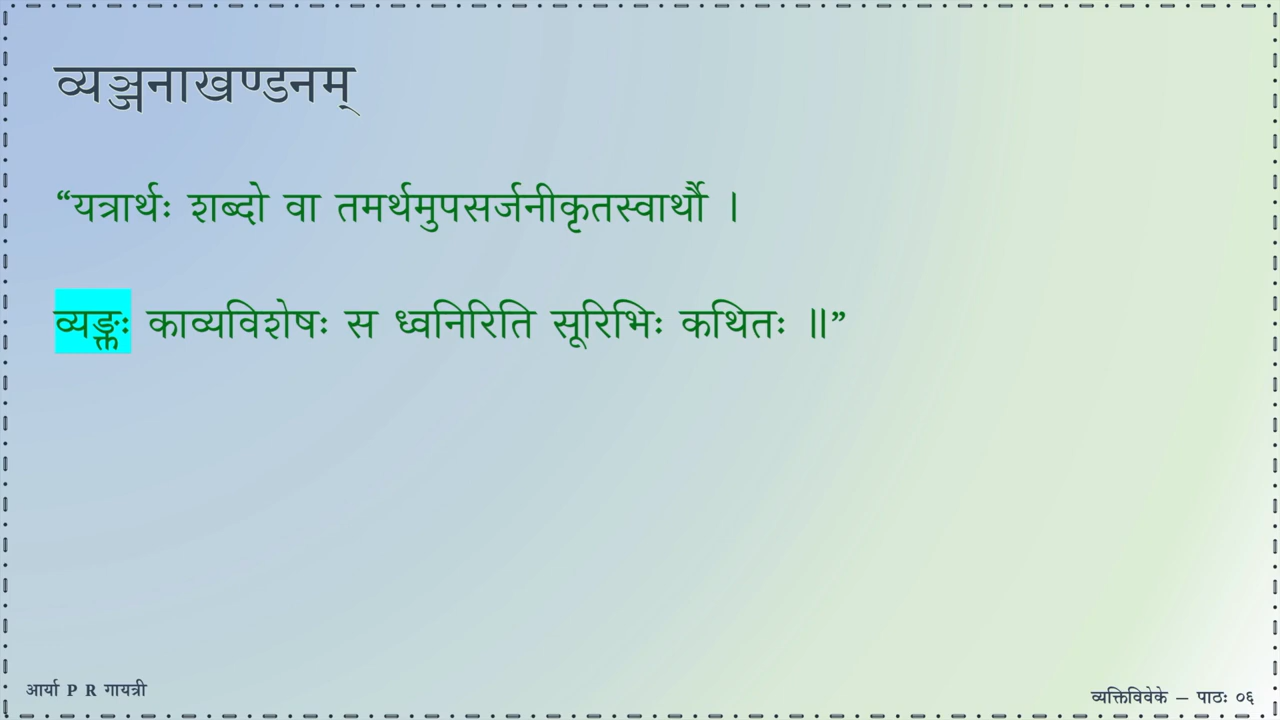 व्यञ्जनाखण्डनम्
“यत्रार्थः शब्दो वा तमर्थमुपसर्जनीकृतस्वार्थौ ।
व्यङ्क्तः काव्यविशेषः स ध्वनिरिति सूरिभिः कथितः ॥”
आर्या P R गायत्री
व्यक्तिविवेके – पाठः ०६